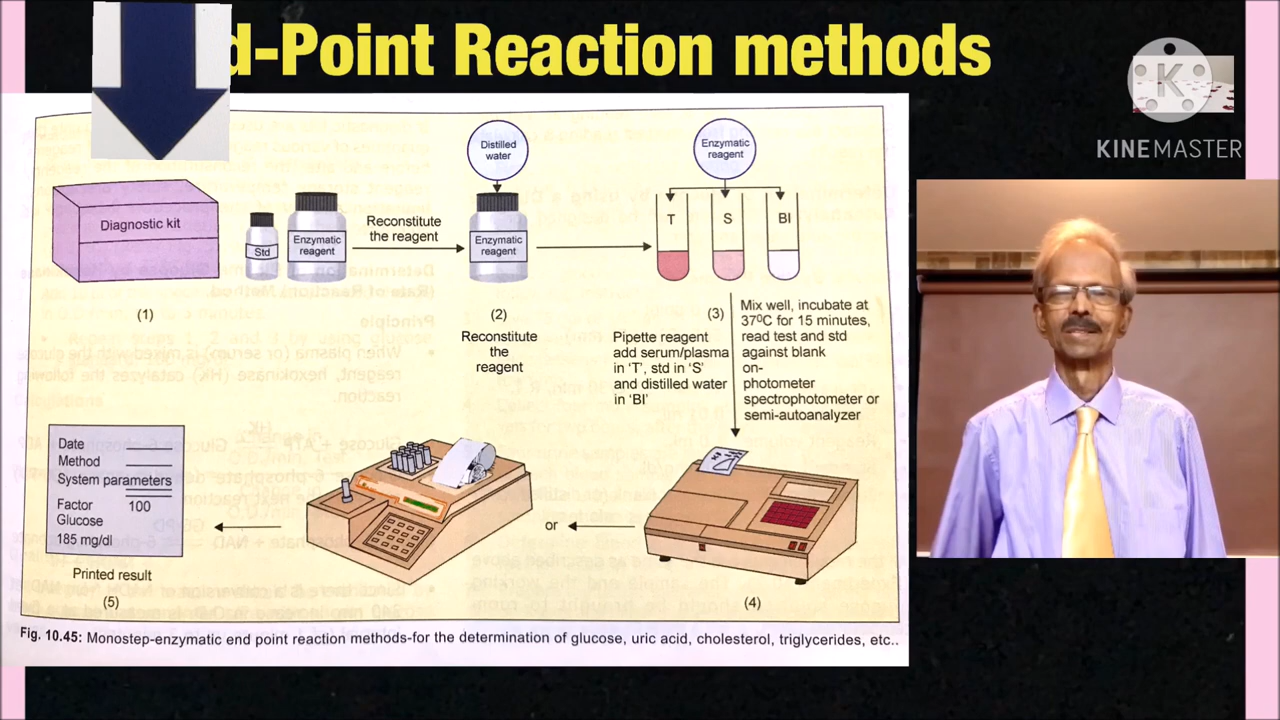 d-Point Reaction methods
K
KINEMASTER
Distilled
water
Enzymatic
reagent
Diagnostic kit
Std
Enzymatic
reagent
Reconstitute
the reagent
Enzymatic
reagent
T
S
Bl
(1)
(2)
Reconstitute
the
reagent
(3)
Pipette reagent
add serum/plasma
in 'T', std in 'S'
and distilled water
in 'Bl'
Mix well, incubate at
37⁰C for 15 minutes,
read test and std
against blank
on-
photometer
spectrophotometer or
semi-autoanalyzer
Date
Method
System parameters
Factor 100
Glucose
185 mg/dl
Printed result
(5)
or
(4)
Fig. 10.45: Monostep-enzymatic end point reaction methods-for the determination of glucose, uric acid, cholesterol, triglycerides, etc..